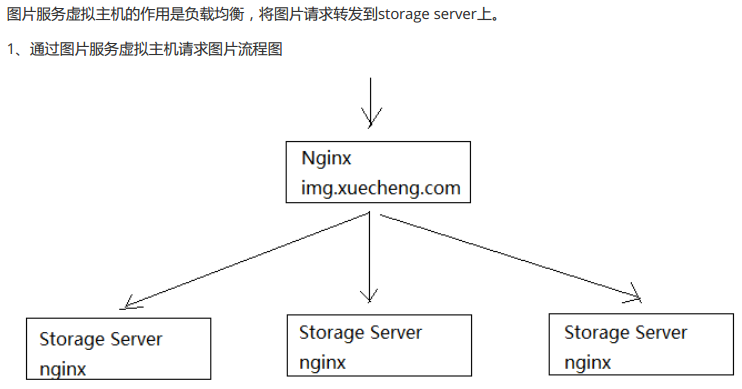 图片服务虚拟主机的作用是负载均衡，将图片请求转发到storage server上。
1、通过图片服务虚拟主机请求图片流程图
Nginx
img.xuecheng.com
Storage Server
nginx
Storage Server
nginx
Storage Server
nginx